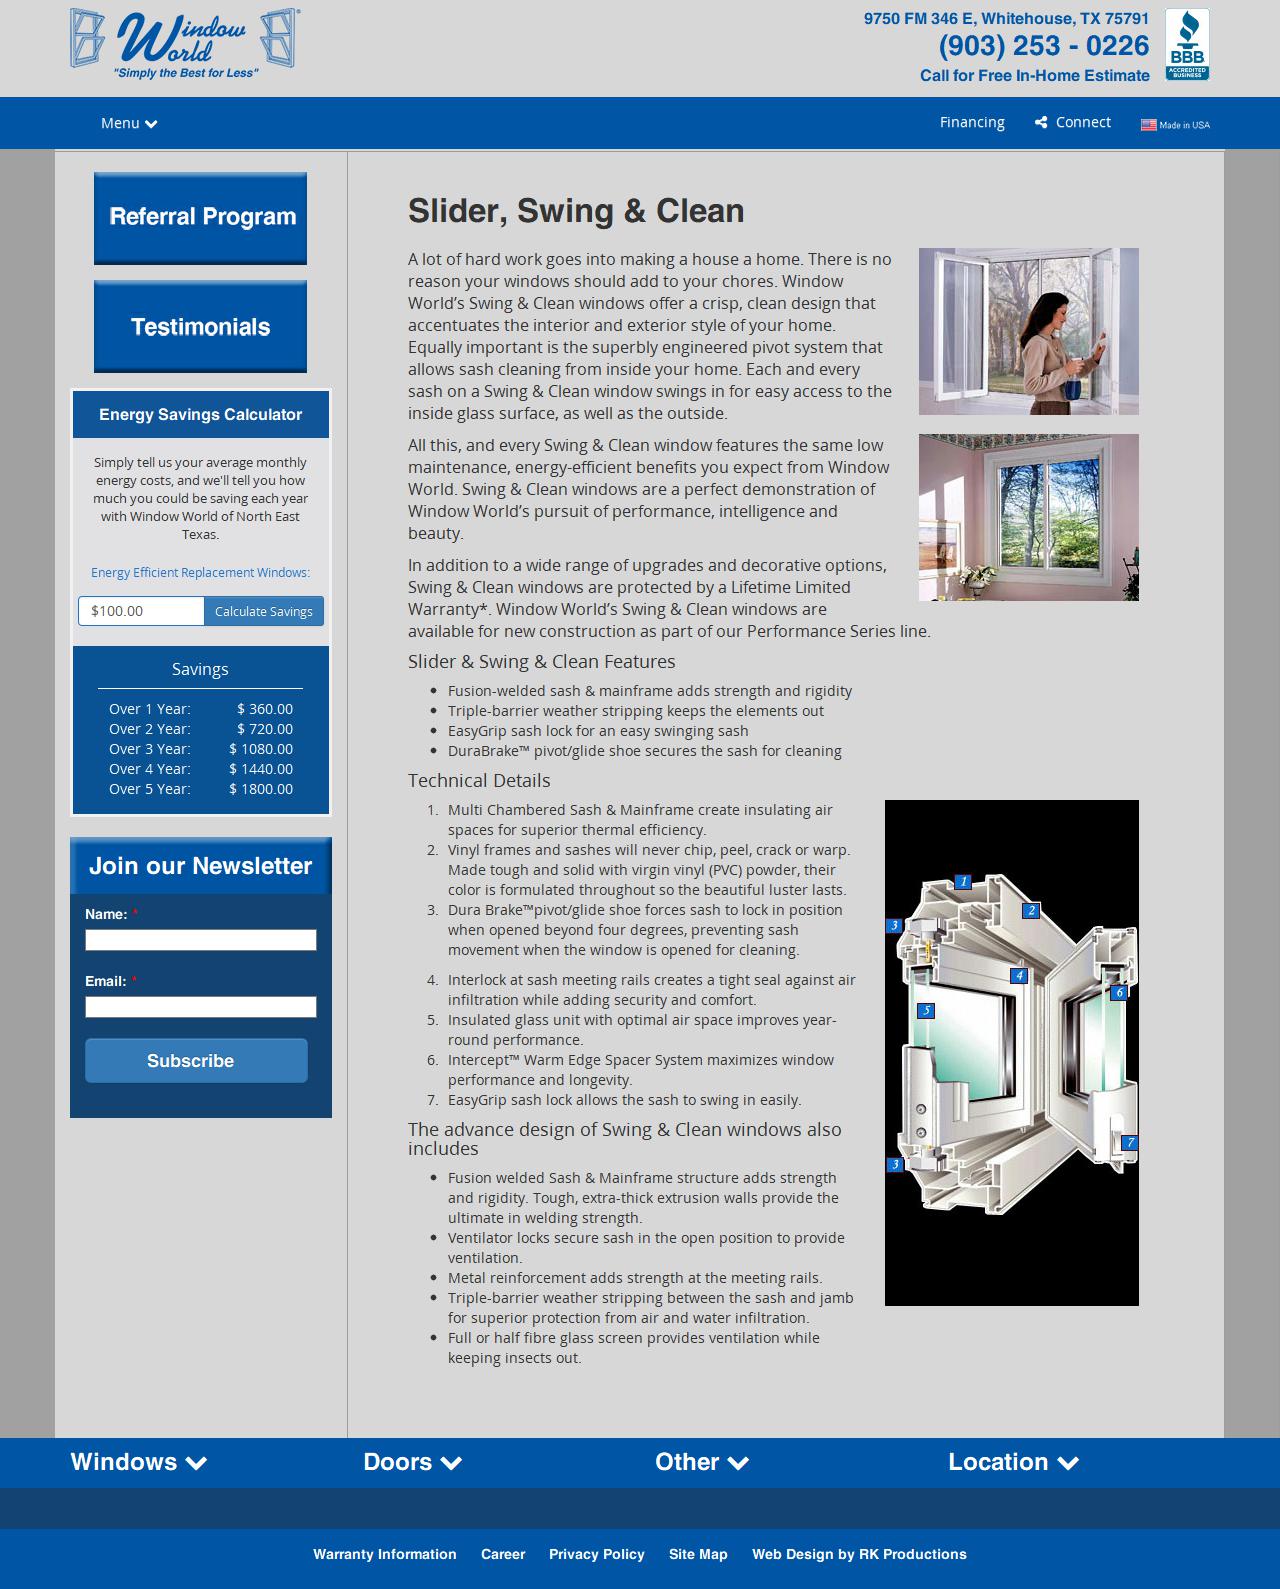 Window World®
"Simply the Best for Less"
9750 FM 346 E, Whitehouse, TX 75791
(903) 253 - 0226
Call for Free In-Home Estimate
BBB
ACCREDITED BUSINESS
Menu
Financing
Connect
Made in USA
Referral Program
Testimonials
Energy Savings Calculator
Simply tell us your average monthly
energy costs, and we'll tell you how
much you could be saving each year
with Window World of North East
Texas.
Energy Efficient Replacement Windows:
$100.00 Calculate Savings
Savings
Over 1 Year: $ 360.00
Over 2 Year: $ 720.00
Over 3 Year: $ 1080.00
Over 4 Year: $ 1440.00
Over 5 Year: $ 1800.00
Join our Newsletter
Name: *
Email: *
Subscribe
Slider, Swing & Clean
A lot of hard work goes into making a house a home. There is no
reason your windows should add to your chores. Window
World’s Swing & Clean windows offer a crisp, clean design that
accentuates the interior and exterior style of your home.
Equally important is the superbly engineered pivot system that
allows sash cleaning from inside your home. Each and every
sash on a Swing & Clean window swings in for easy access to the
inside glass surface, as well as the outside.
All this, and every Swing & Clean window features the same low
maintenance, energy-efficient benefits you expect from Window
World. Swing & Clean windows are a perfect demonstration of
Window World’s pursuit of performance, intelligence and
beauty.
In addition to a wide range of upgrades and decorative options,
Swing & Clean windows are protected by a Lifetime Limited
Warranty*. Window World’s Swing & Clean windows are
available for new construction as part of our Performance Series line.
Slider & Swing & Clean Features
• Fusion-welded sash & mainframe adds strength and rigidity
• Triple-barrier weather stripping keeps the elements out
• EasyGrip sash lock for an easy swinging sash
• DuraBrake™ pivot/glide shoe secures the sash for cleaning
Technical Details
1. Multi Chambered Sash & Mainframe create insulating air
spaces for superior thermal efficiency.
2. Vinyl frames and sashes will never chip, peel, crack or warp.
Made tough and solid with virgin vinyl (PVC) powder, their
color is formulated throughout so the beautiful luster lasts.
3. Dura Brake™pivot/glide shoe forces sash to lock in position
when opened beyond four degrees, preventing sash
movement when the window is opened for cleaning.
4. Interlock at sash meeting rails creates a tight seal against air
infiltration while adding security and comfort.
5. Insulated glass unit with optimal air space improves year-
round performance.
6. Intercept™ Warm Edge Spacer System maximizes window
performance and longevity.
7. EasyGrip sash lock allows the sash to swing in easily.
1
2
3
4
6
5
7
3
The advance design of Swing & Clean windows also
includes
• Fusion welded Sash & Mainframe structure adds strength
and rigidity. Tough, extra-thick extrusion walls provide the
ultimate in welding strength.
• Ventilator locks secure sash in the open position to provide
ventilation.
• Metal reinforcement adds strength at the meeting rails.
• Triple-barrier weather stripping between the sash and jamb
for superior protection from air and water infiltration.
• Full or half fibre glass screen provides ventilation while
keeping insects out.
Windows
Doors
Other
Location
Warranty Information Career Privacy Policy Site Map Web Design by RK Productions